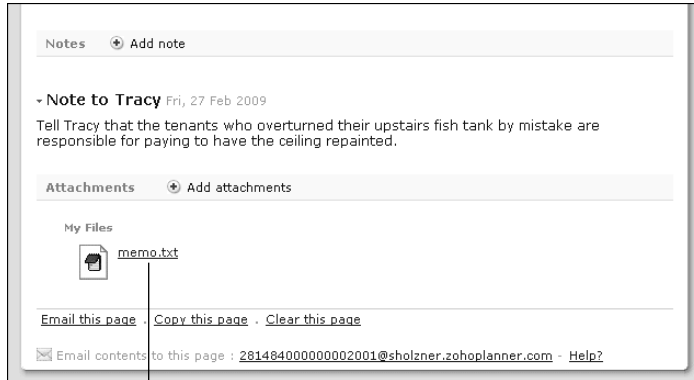 Notes Add note
Note to Tracy Fri, 27 Feb 2009
Tell Tracy that the tenants who overturned their upstairs fish tank by mistake are
responsible for paying to have the ceiling repainted.
Attachments Add attachments
My Files
memo.txt
Email this page . Copy this page . Clear this page
Email contents to this page : 281484000000002001@sholzner.zohoplanner.com - Help?